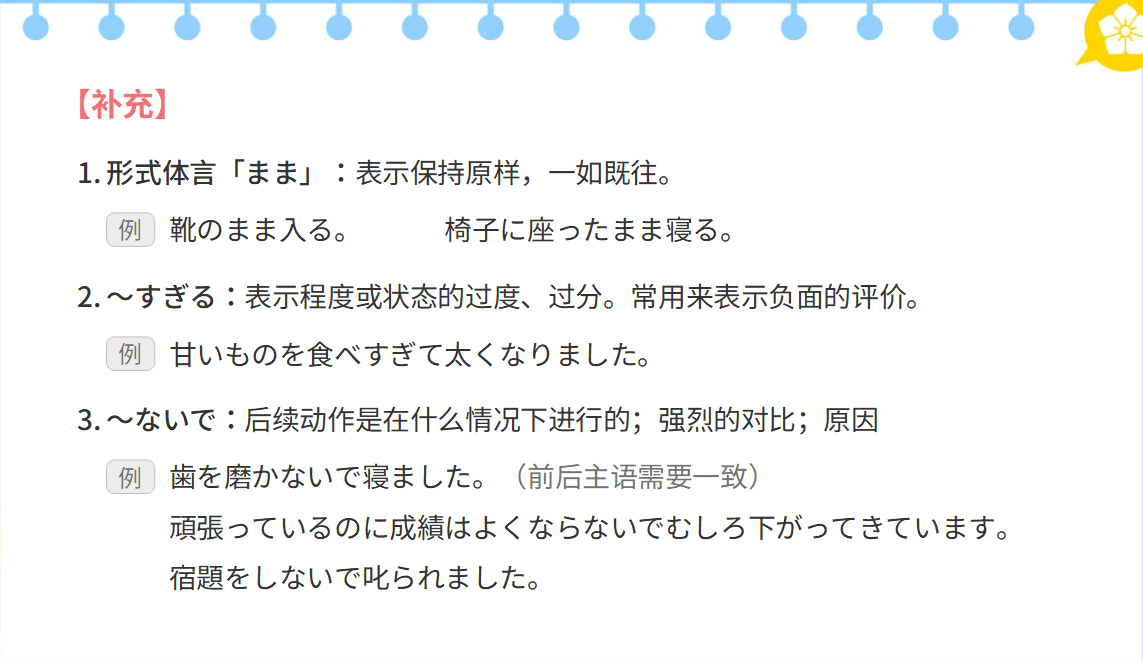 【补充】
1. 形式体言「まま」：表示保持原样，一如既往。
例 靴のまま入る。 椅子に座ったまま寝る。
2. ～すぎる：表示程度或状态的过度、过分。常用来表示负面的评价。
例 甘いものを食べすぎて太くなりました。
3. ～ないで：后续动作是在什么情况下进行的；强烈的对比；原因
例 歯を磨かないで寝ました。（前后主语需要一致）
頑張っているのに成績はよくならないでむしろ下がってきています。
宿題をしないで叱られました。